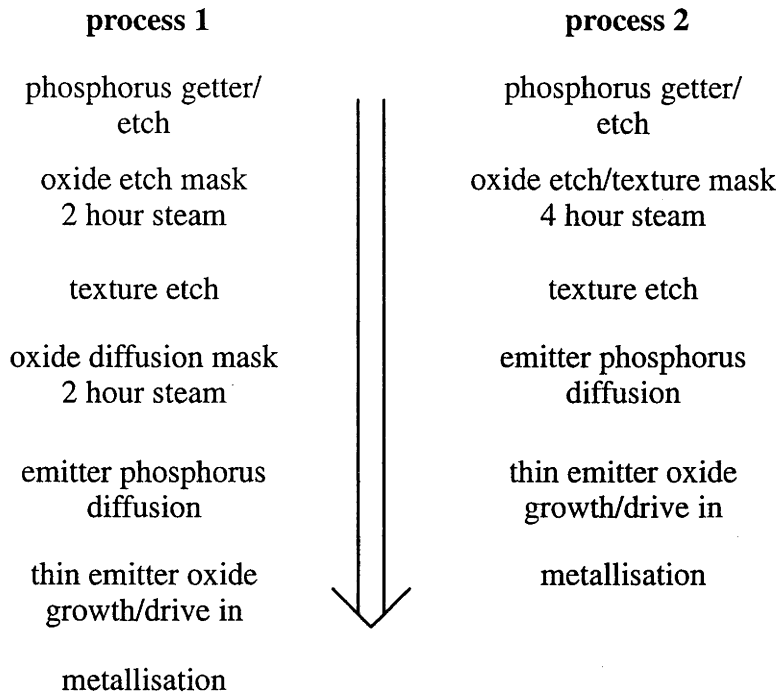 process 1
phosphorus getter/
etch
oxide etch mask
2 hour steam
texture etch
oxide diffusion mask
2 hour steam
emitter phosphorus
diffusion
thin emitter oxide
growth/drive in
metallisation
process 2
phosphorus getter/
etch
oxide etch/texture mask
4 hour steam
texture etch
emitter phosphorus
diffusion
thin emitter oxide
growth/drive in
metallisation